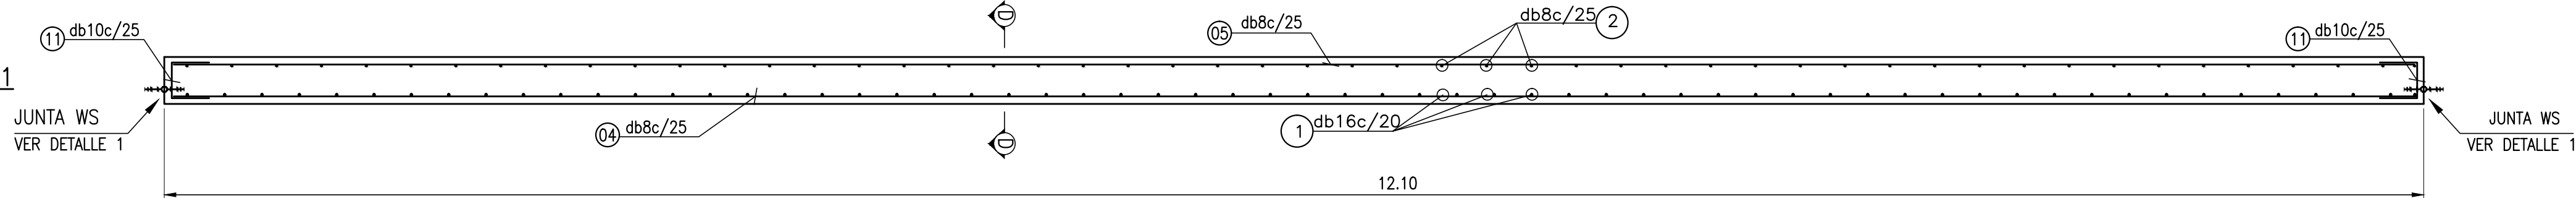 11 db10c/25
D
05 db8c/25
db8c/25 2
11 db10c/25
1
JUNTA WS
VER DETALLE 1
04 db8c/25
D
1 db16c/20
JUNTA WS
VER DETALLE 1
12.10